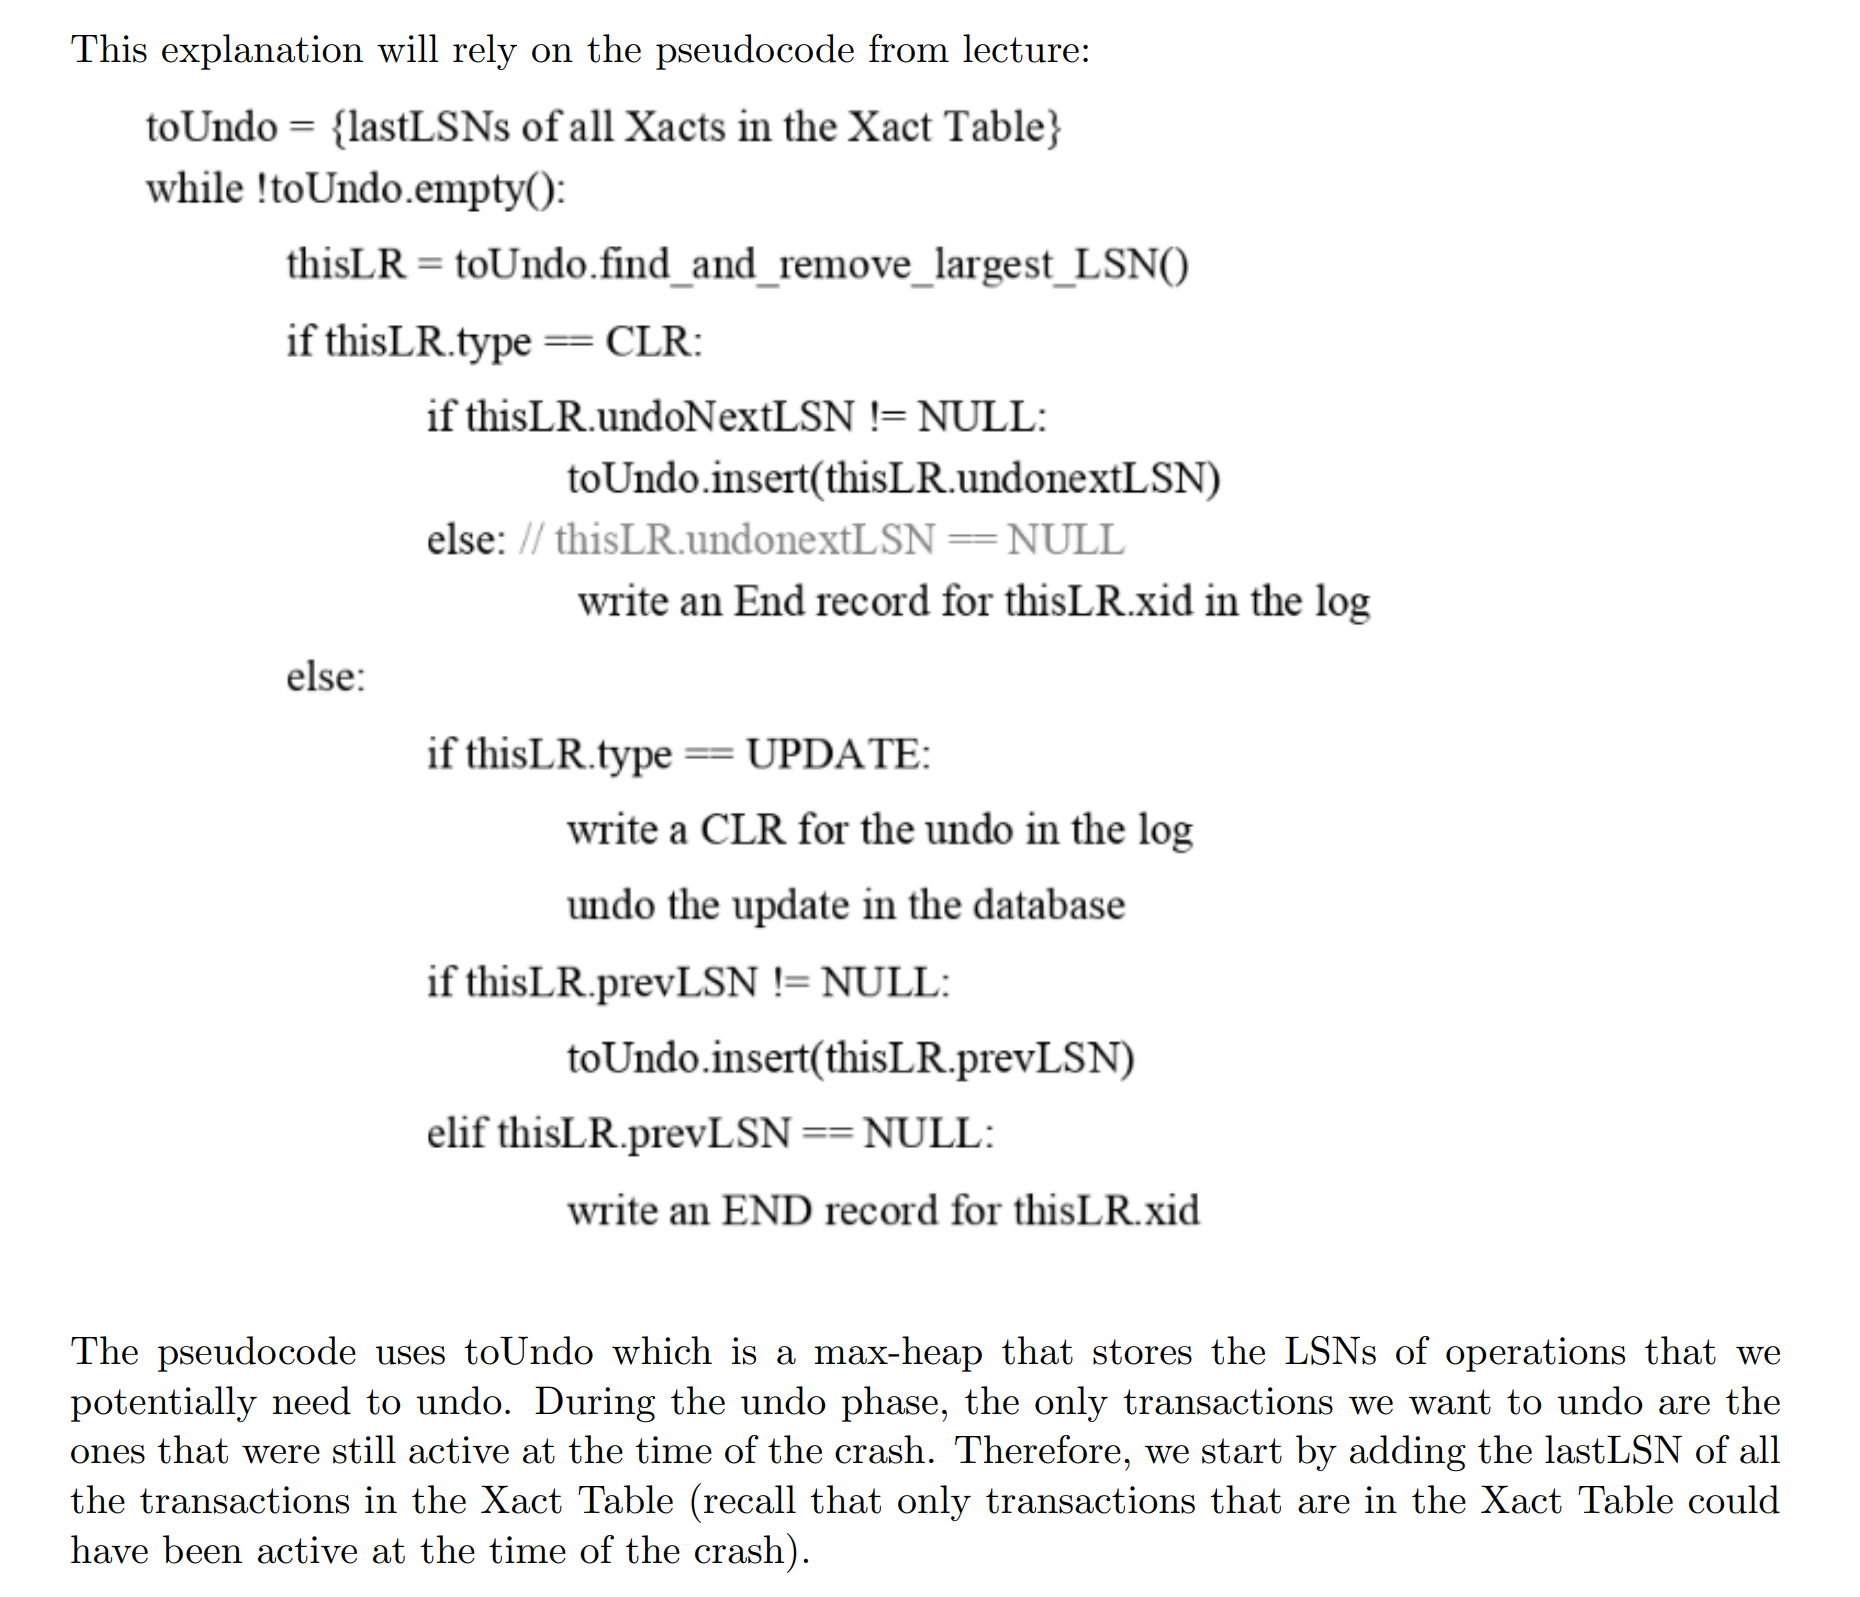 This explanation will rely on the pseudocode from lecture:
toUndo = {lastLSNs of all Xacts in the Xact Table}
while !toUndo.empty():
thisLR = toUndo.find_and_remove_largest_LSN()
if thisLR.type == CLR:
if thisLR.undoNextLSN != NULL:
toUndo.insert(thisLR.undonextLSN)
else: // thisLR.undonextLSN == NULL
write an End record for thisLR.xid in the log
else:
if thisLR.type == UPDATE:
write a CLR for the undo in the log
undo the update in the database
if thisLR.prevLSN != NULL:
toUndo.insert(thisLR.prevLSN)
elif thisLR.prevLSN == NULL:
write an END record for thisLR.xid
The pseudocode uses toUndo which is a max-heap that stores the LSNs of operations that we
potentially need to undo. During the undo phase, the only transactions we want to undo are the
ones that were still active at the time of the crash. Therefore, we start by adding the lastLSN of all
the transactions in the Xact Table (recall that only transactions that are in the Xact Table could
have been active at the time of the crash).